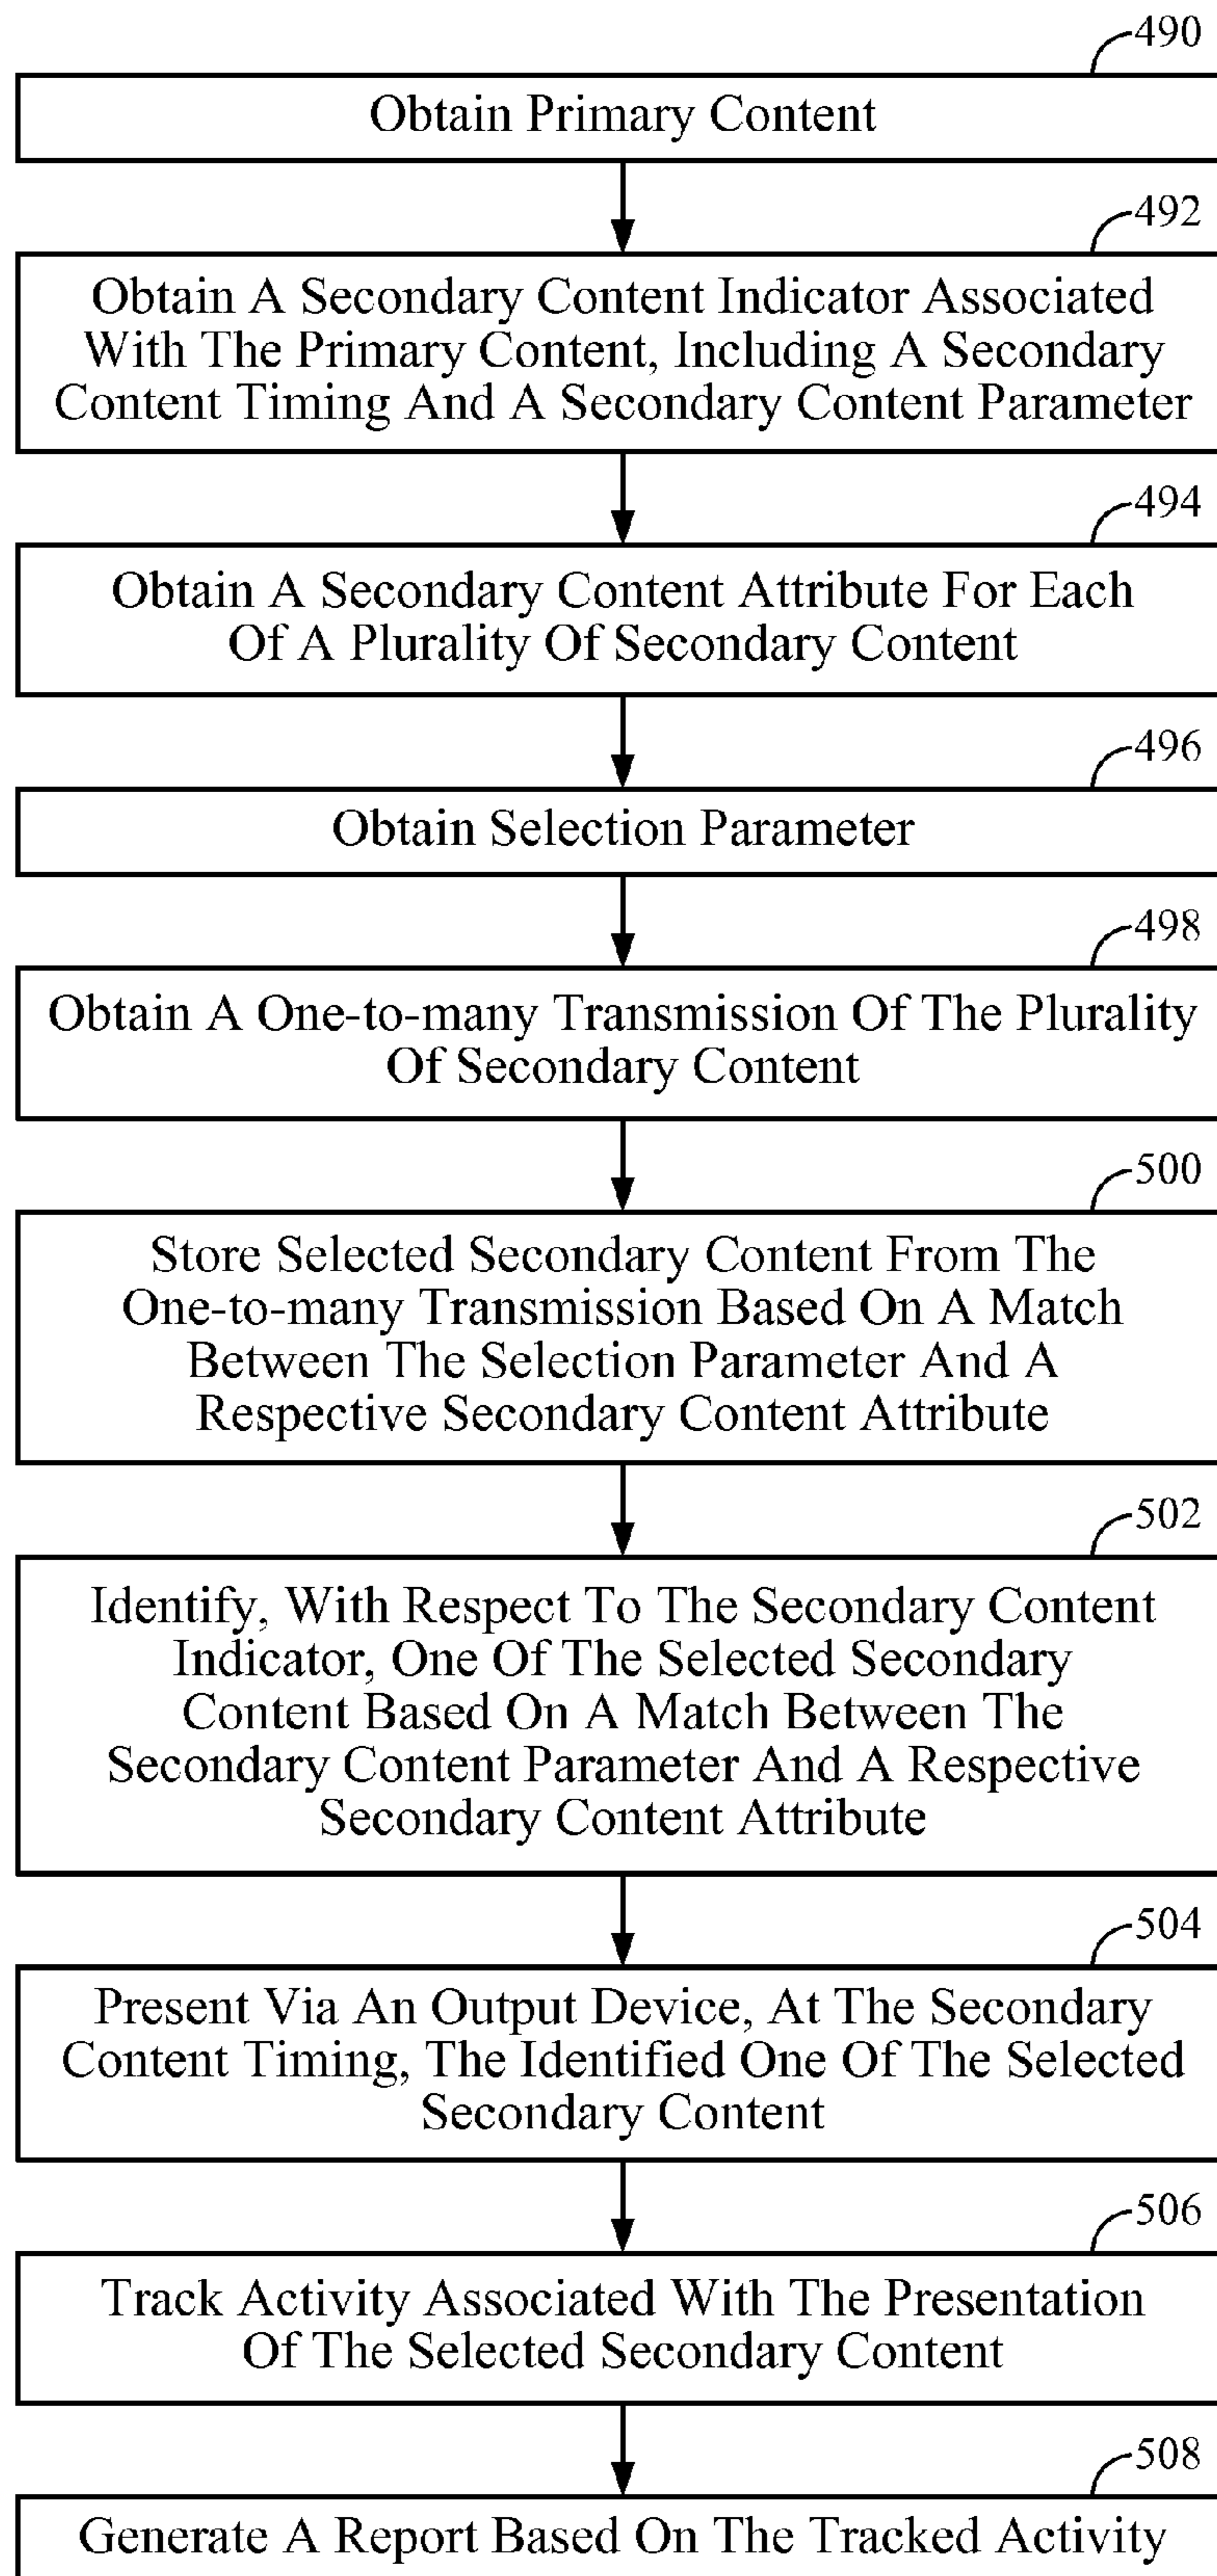 490
Obtain Primary Content
492
Obtain A Secondary Content Indicator Associated
With The Primary Content, Including A Secondary
Content Timing And A Secondary Content Parameter
494
Obtain A Secondary Content Attribute For Each
Of A Plurality Of Secondary Content
496
Obtain Selection Parameter
498
Obtain A One-to-many Transmission Of The Plurality
Of Secondary Content
500
Store Selected Secondary Content From The
One-to-many Transmission Based On A Match
Between The Selection Parameter And A
Respective Secondary Content Attribute
502
Identify, With Respect To The Secondary Content
Indicator, One Of The Selected Secondary
Content Based On A Match Between The
Secondary Content Parameter And A Respective
Secondary Content Attribute
504
Present Via An Output Device, At The Secondary
Content Timing, The Identified One Of The Selected
Secondary Content
506
Track Activity Associated With The Presentation
Of The Selected Secondary Content
508
Generate A Report Based On The Tracked Activity